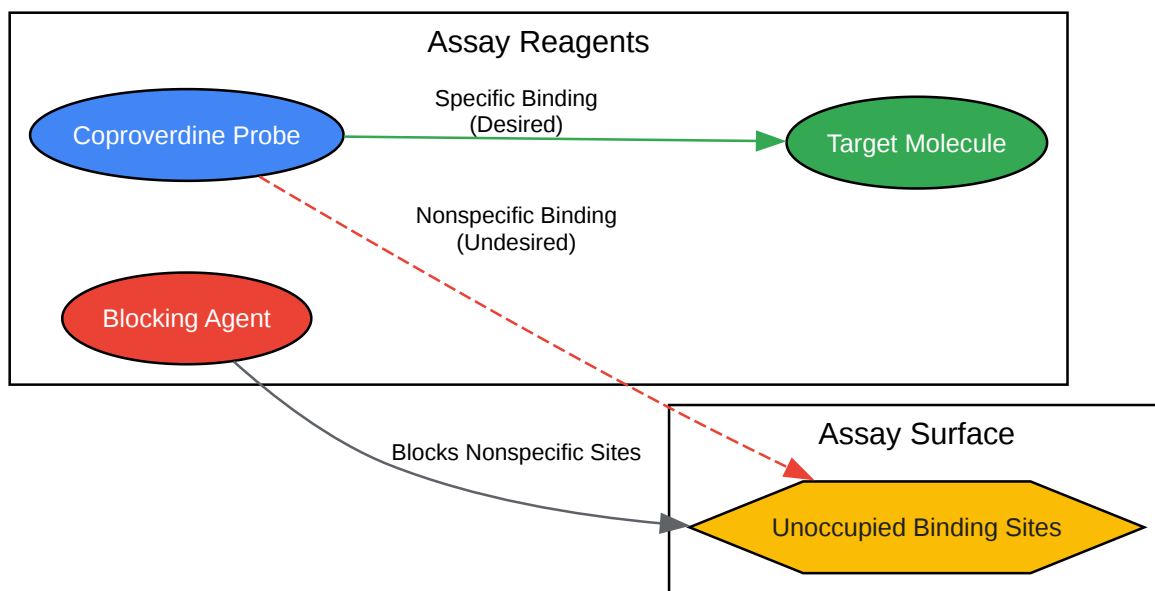 Assay Reagents
Coproverdine Probe
Specific Binding
(Desired)
Target Molecule
Nonspecific Binding
(Undesired)
Blocking Agent
Blocks Nonspecific Sites
Assay Surface
Unoccupied Binding Sites